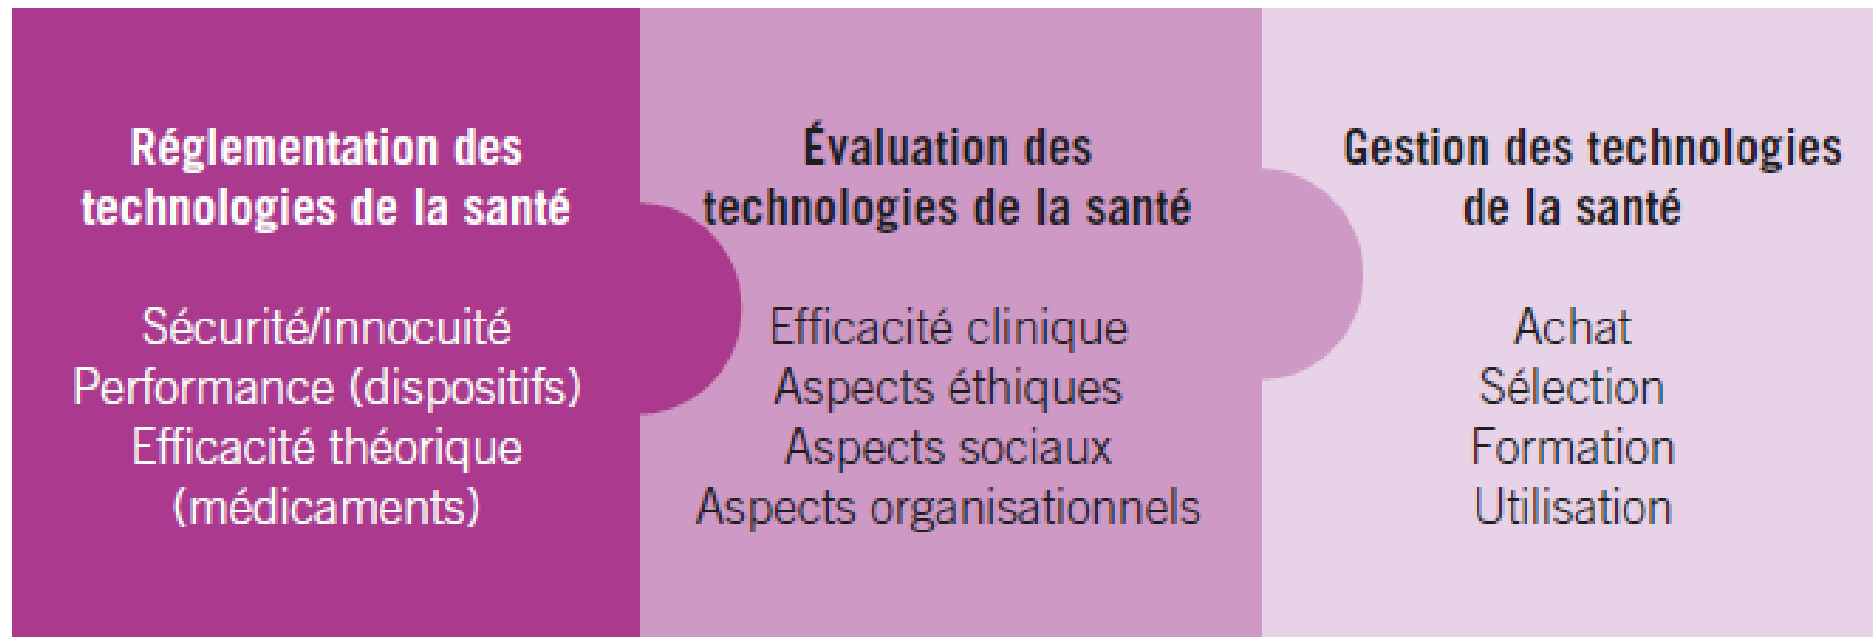 Réglementation des
technologies de la santé
Sécurité/innocuité
Performance (dispositifs)
Efficacité théorique
(médicaments)
Évaluation des
technologies de la santé
Efficacité clinique
Aspects éthiques
Aspects sociaux
Aspects organisationnels
Gestion des technologies
de la santé
Achat
Sélection
Formation
Utilisation